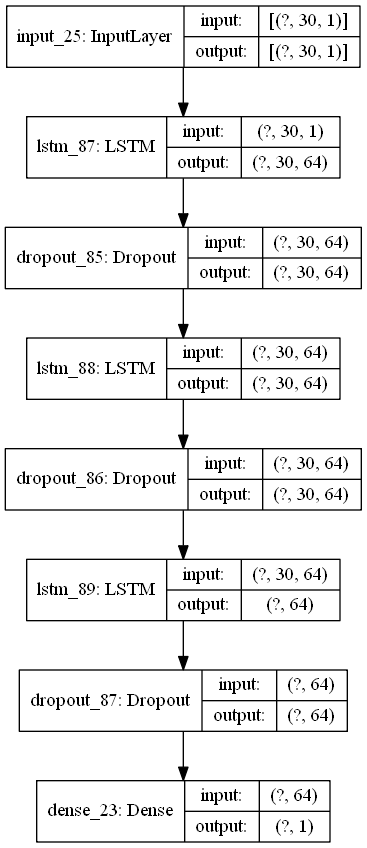 input_25: InputLayer
input: [(?, 30, 1)]
output: [(?, 30, 1)]
lstm_87: LSTM
input: (?, 30, 1)
output: (?, 30, 64)
dropout_85: Dropout
input: (?, 30, 64)
output: (?, 30, 64)
lstm_88: LSTM
input: (?, 30, 64)
output: (?, 30, 64)
dropout_86: Dropout
input: (?, 30, 64)
output: (?, 30, 64)
lstm_89: LSTM
input: (?, 30, 64)
output: (?, 64)
dropout_87: Dropout
input: (?, 64)
output: (?, 64)
dense_23: Dense
input: (?, 64)
output: (?, 1)